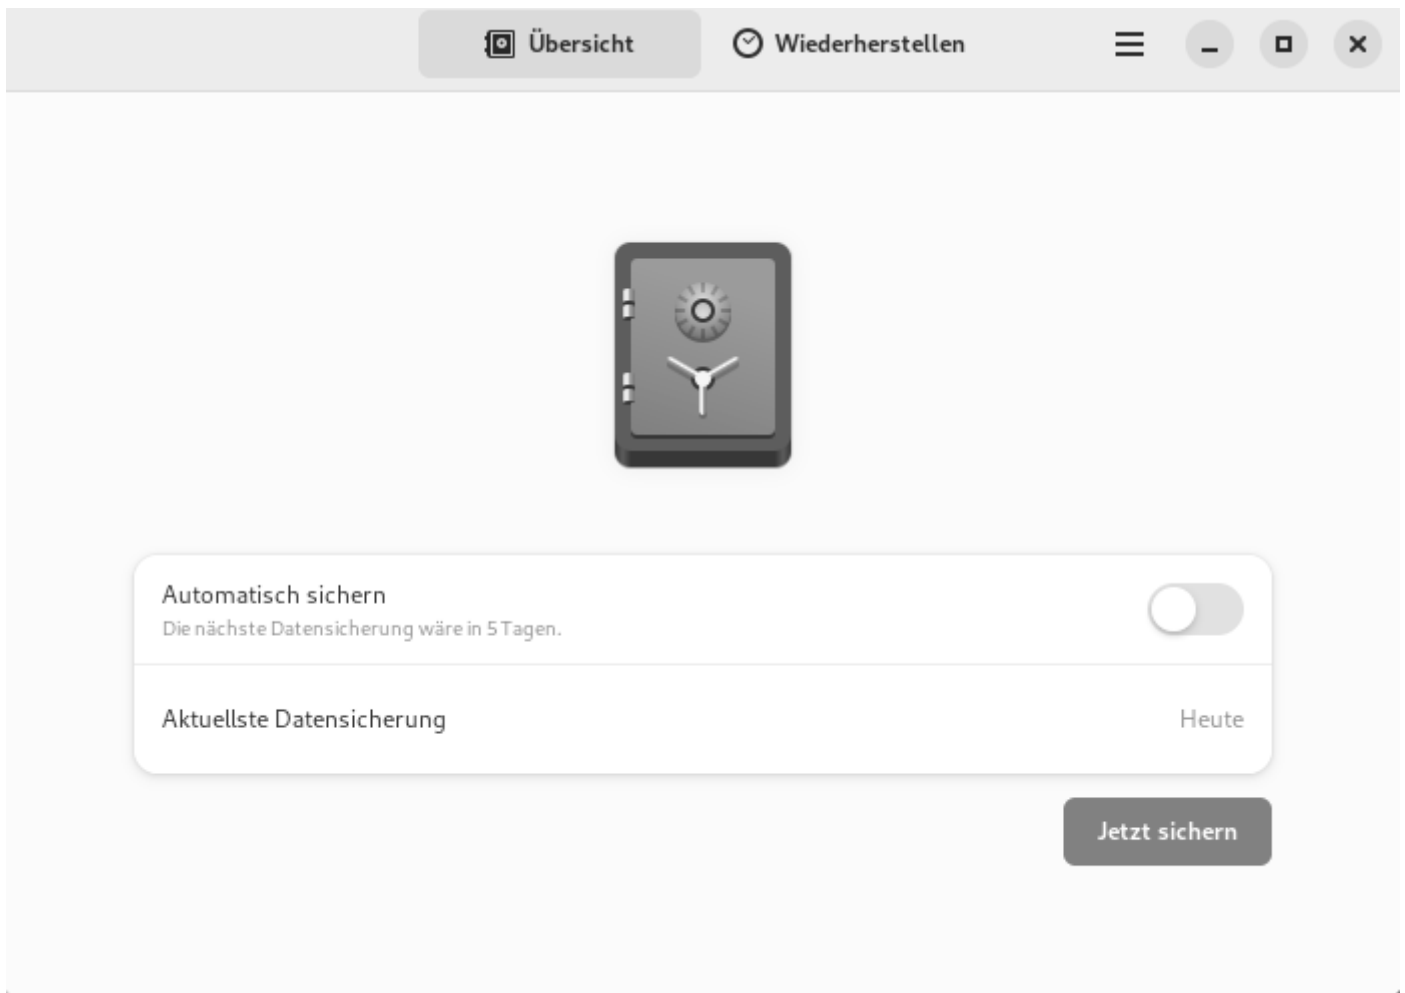 Übersicht
Wiederherstellen
Automatisch sichern
Die nächste Datensicherung wäre in 5 Tagen.
Aktuellste Datensicherung
Heute
Jetzt sichern